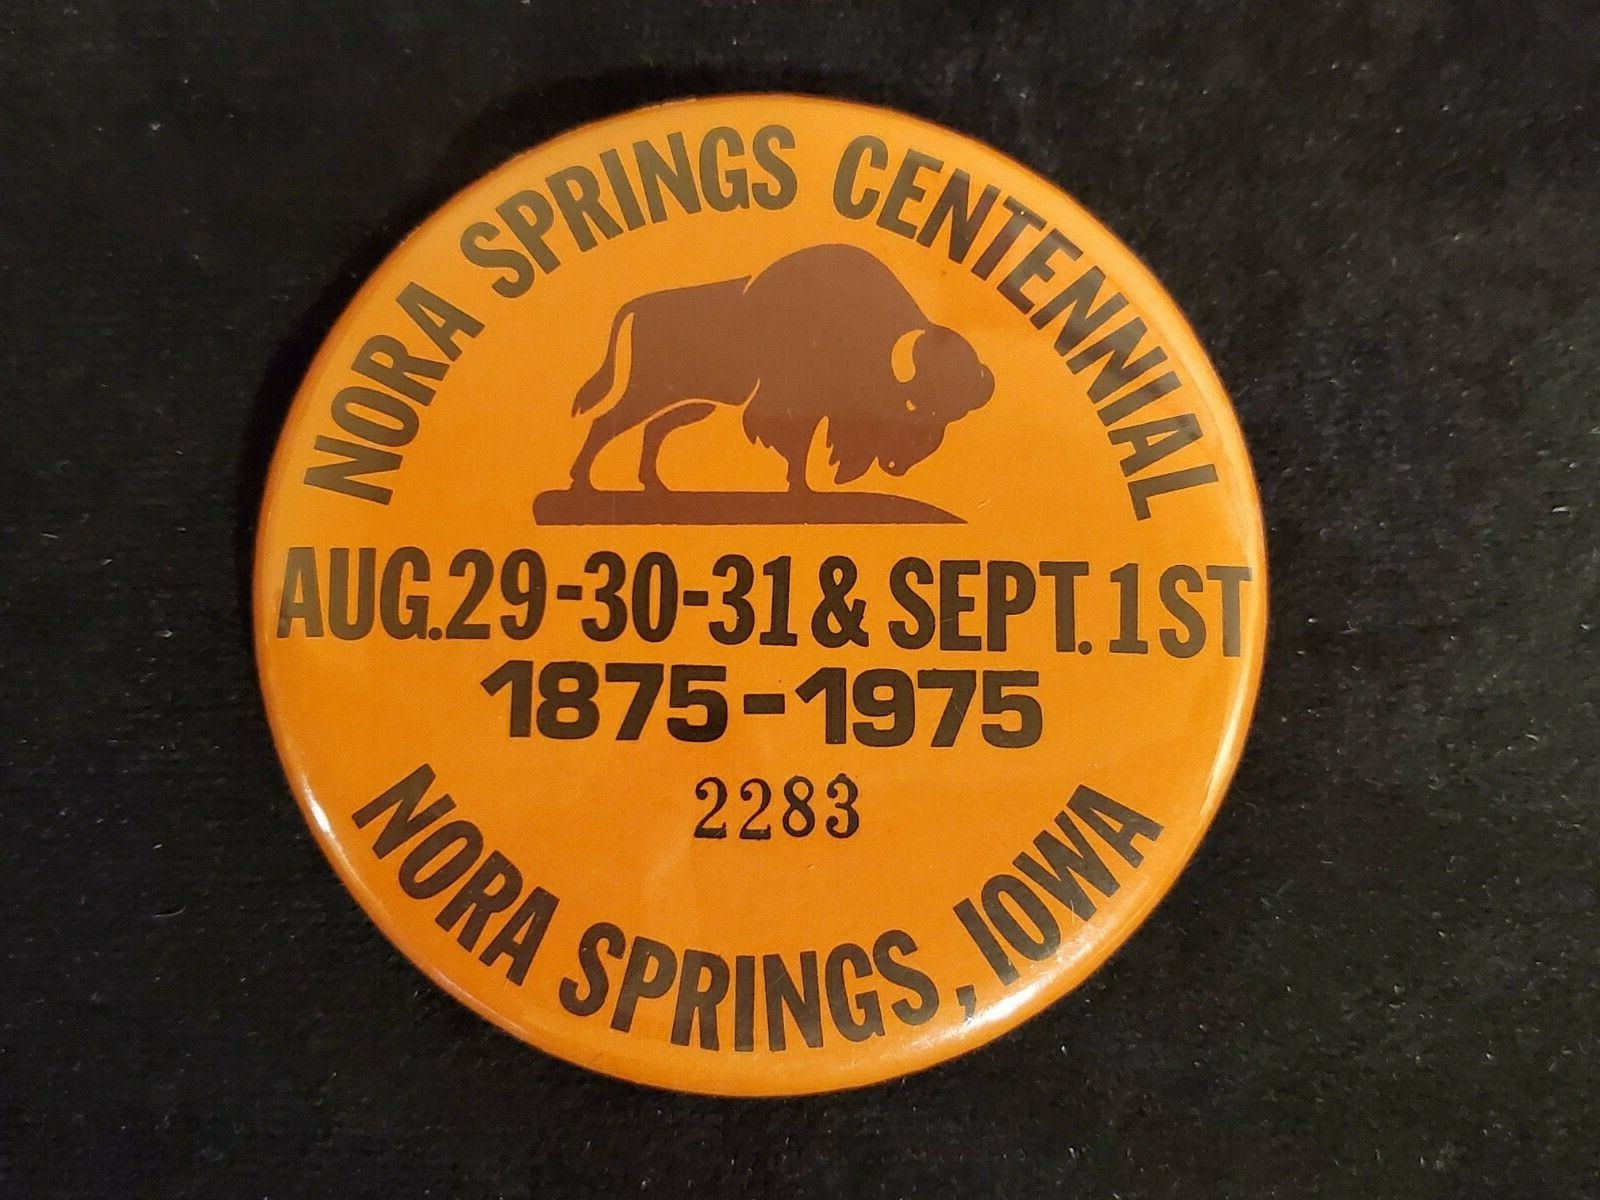 NORA SPRINGS CENTENNIAL
AUG.29-30-31 & SEPT.1ST
1875-1975
2283
NORA SPRINGS, IOWA